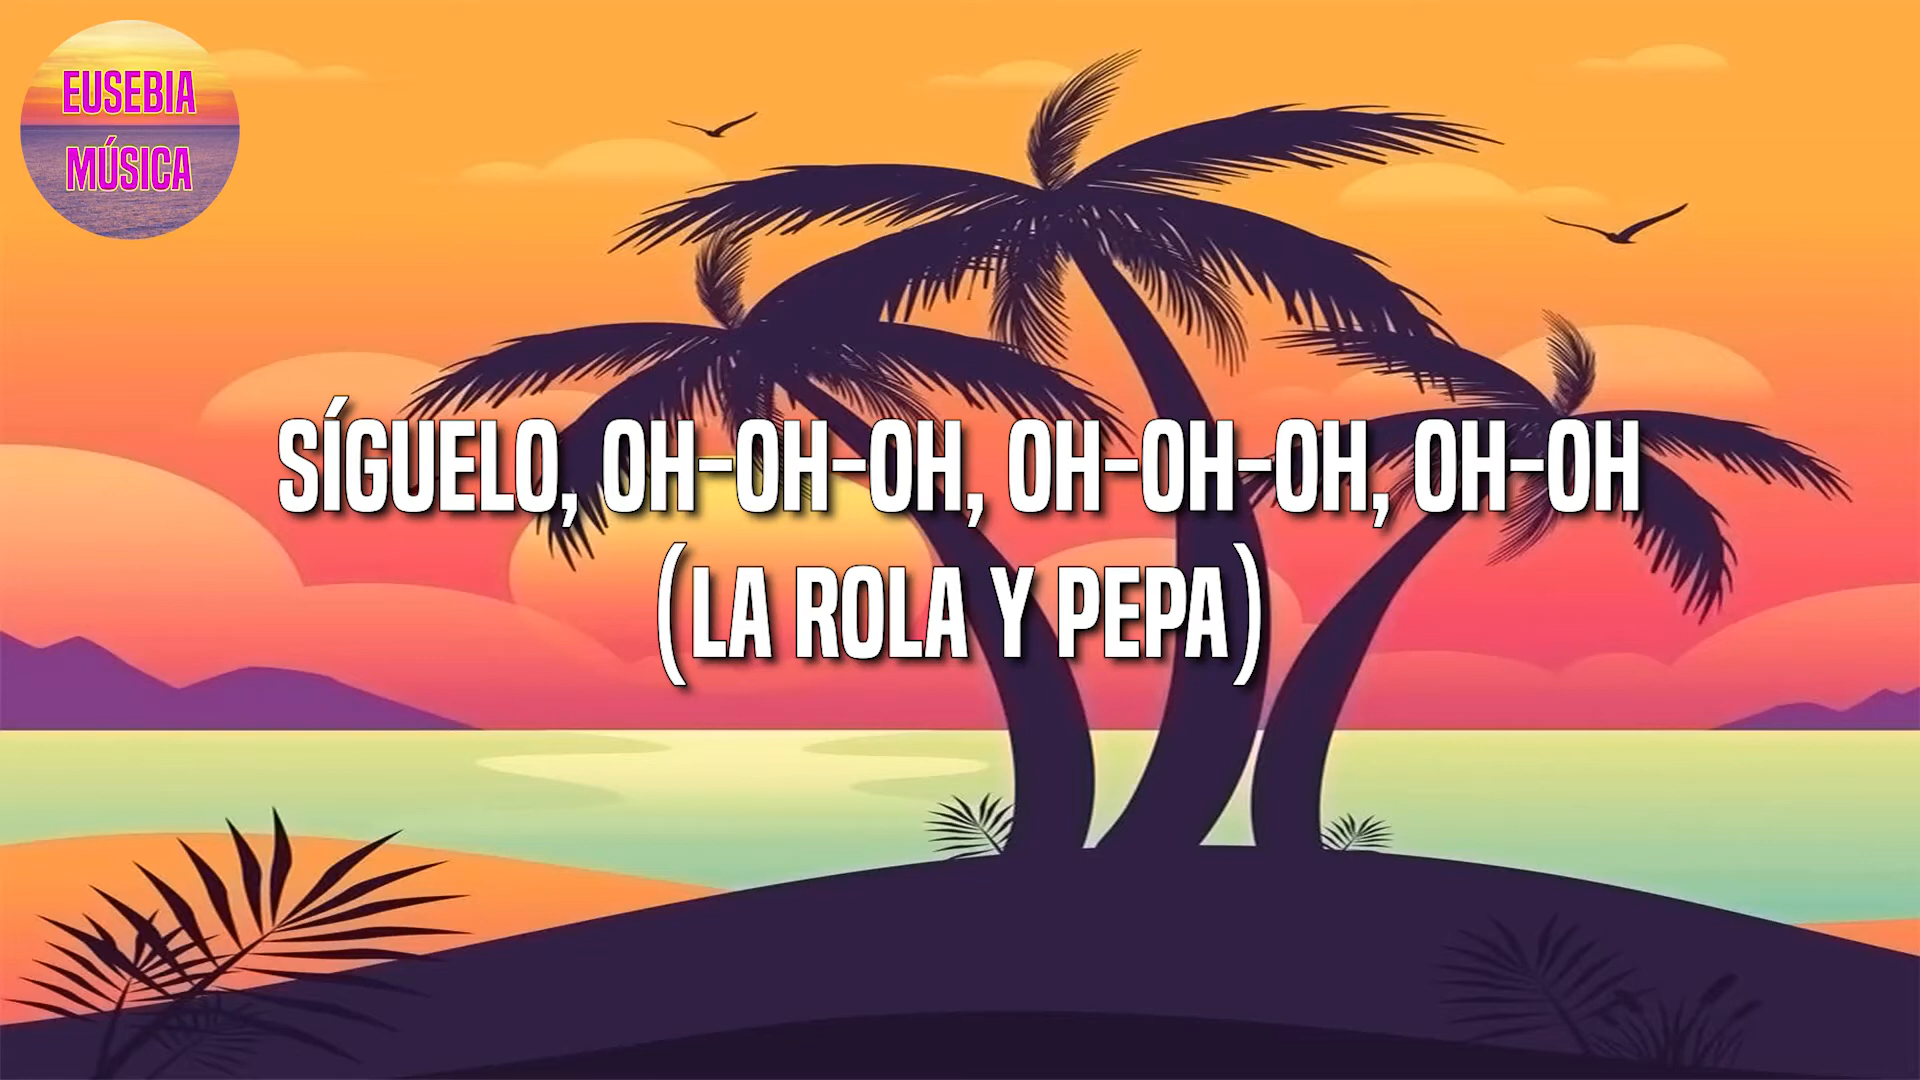 EUSEBIA
MÚSICA
SÍGUELO, OH-OH-OH, OH-OH-OH, OH-OH
(LA ROLA Y PEPA)